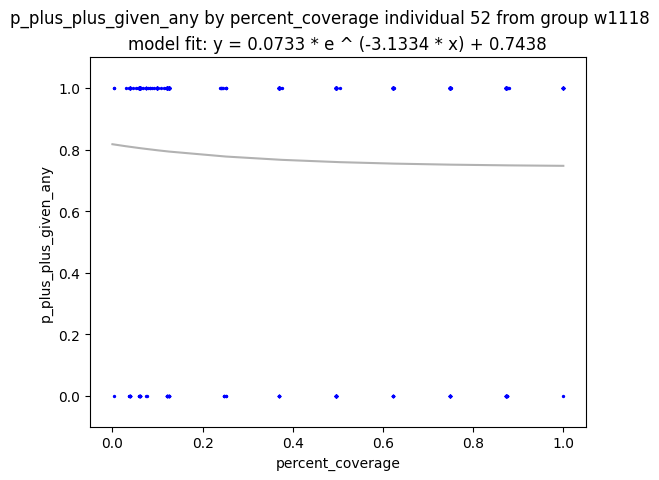 p_plus_plus_given_any by percent_coverage individual 52 from group w1118
model fit: y = 0.0733 * e ^ (-3.1334 * x) + 0.7438
1.0
0.8
0.6
0.4
0.2
0.0
p_plus_plus_given_any
0.0 0.2 0.4 0.6 0.8 1.0
percent_coverage